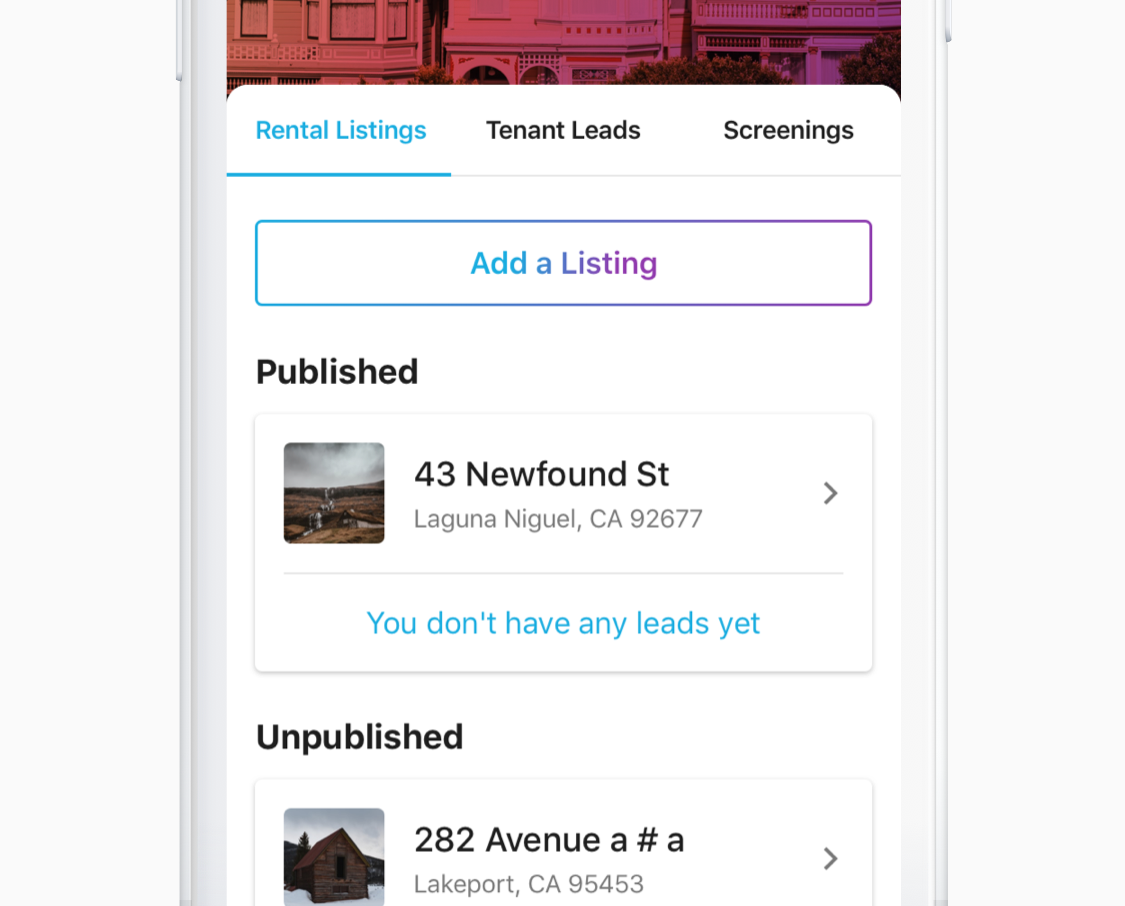 Rental Listings
Tenant Leads
Screenings
Add a Listing
Published
43 Newfound St
Laguna Niguel, CA 92677
You don't have any leads yet
Unpublished
282 Avenue a # a
Lakeport, CA 95453